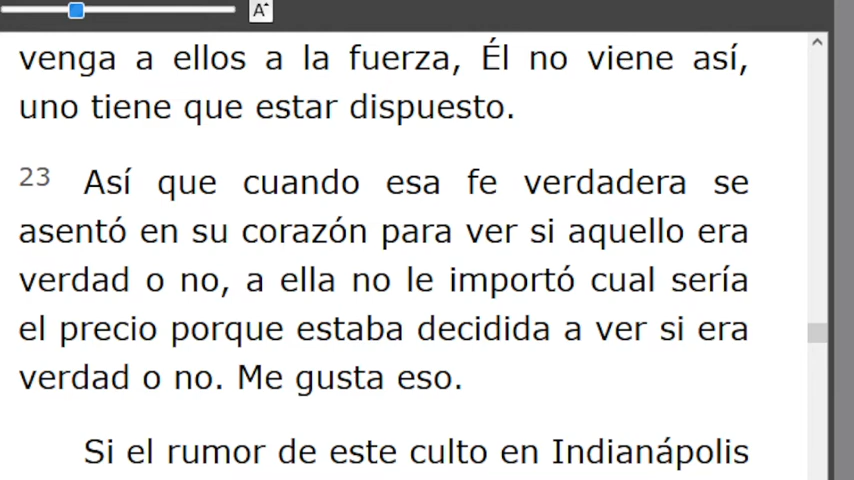 A
venga a ellos a la fuerza, Él no viene así,
uno tiene que estar dispuesto.
23 Así que cuando esa fe verdadera se
asentó en su corazón para ver si aquello era
verdad o no, a ella no le importó cual sería
el precio porque estaba decidida a ver si era
verdad o no. Me gusta eso.
Si el rumor de este culto en Indianápolis